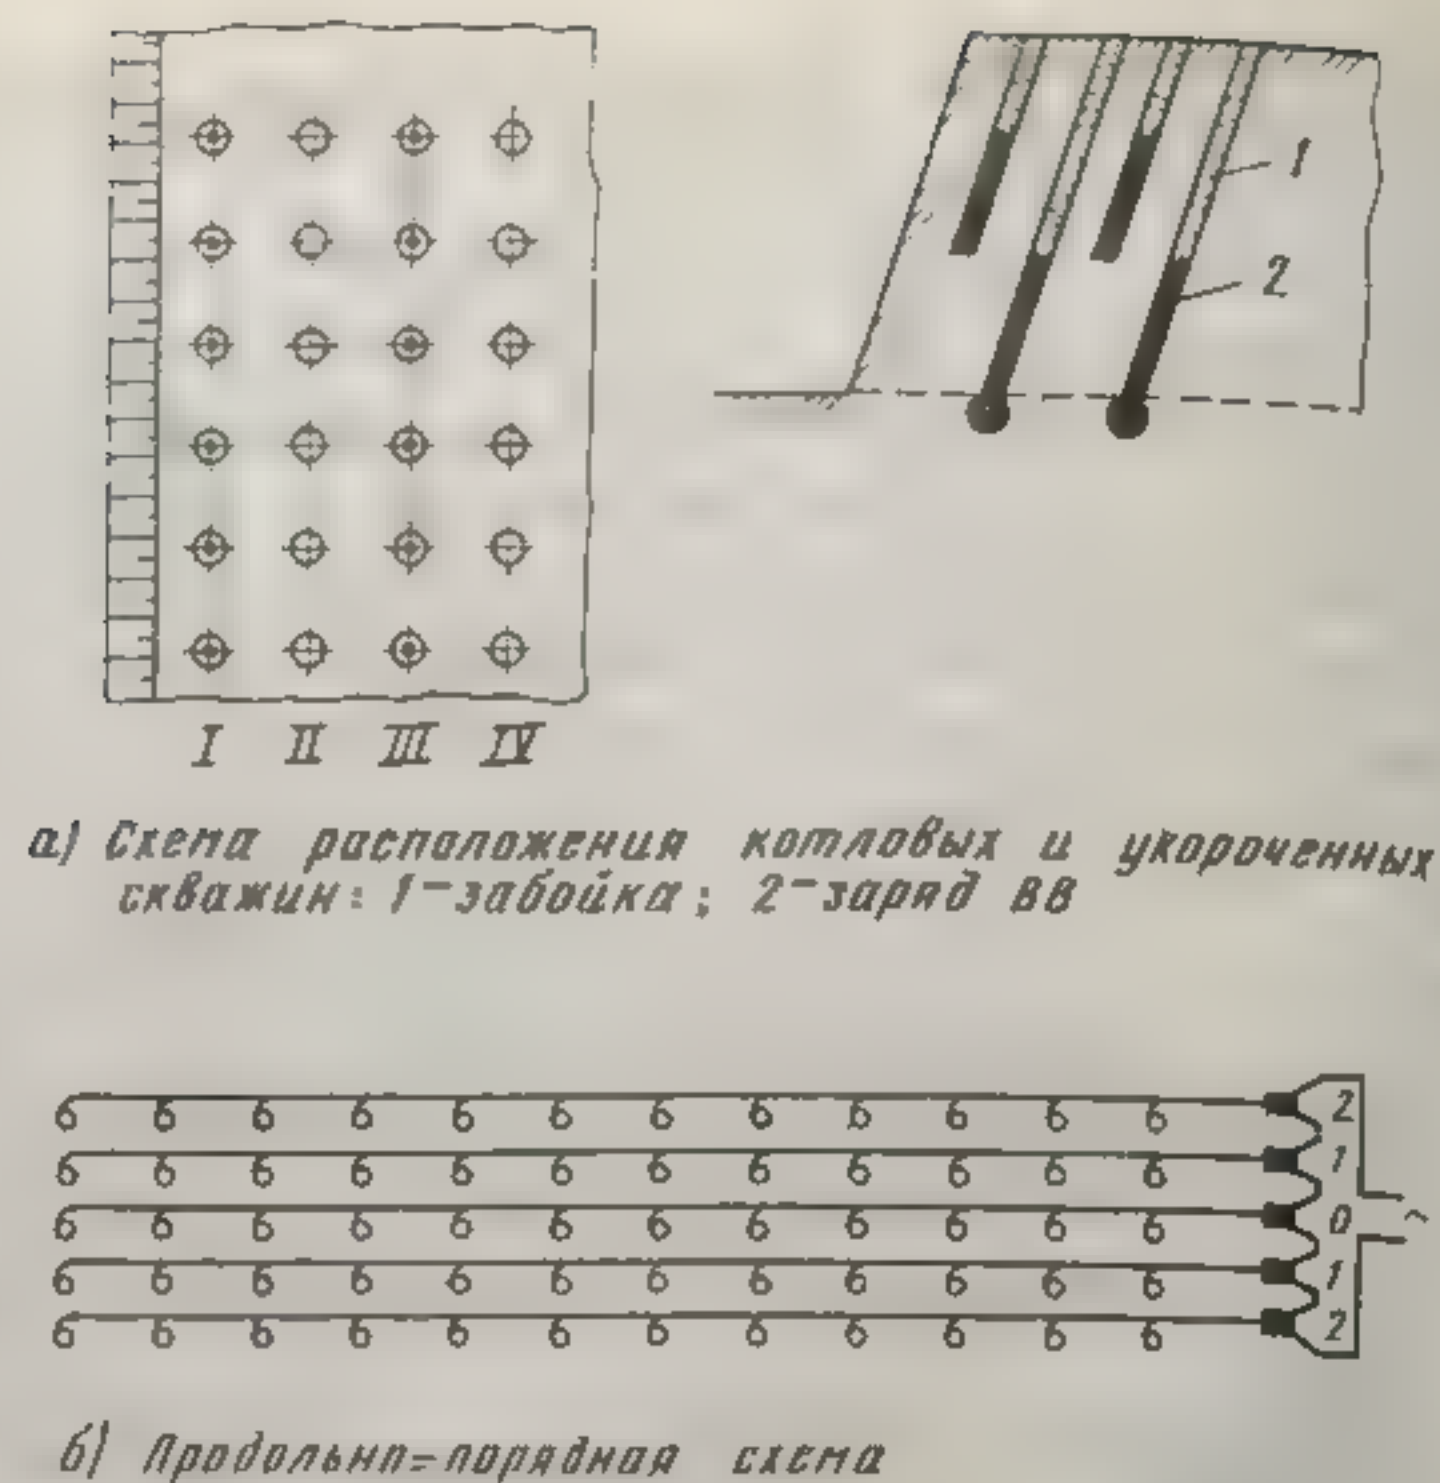 1
2
I II III IV
а) Схема расположения котловых и укороченных
скважин: 1-забойка; 2-заряд ВВ
2
1
0
1
2
б) Продольно=порядная схема